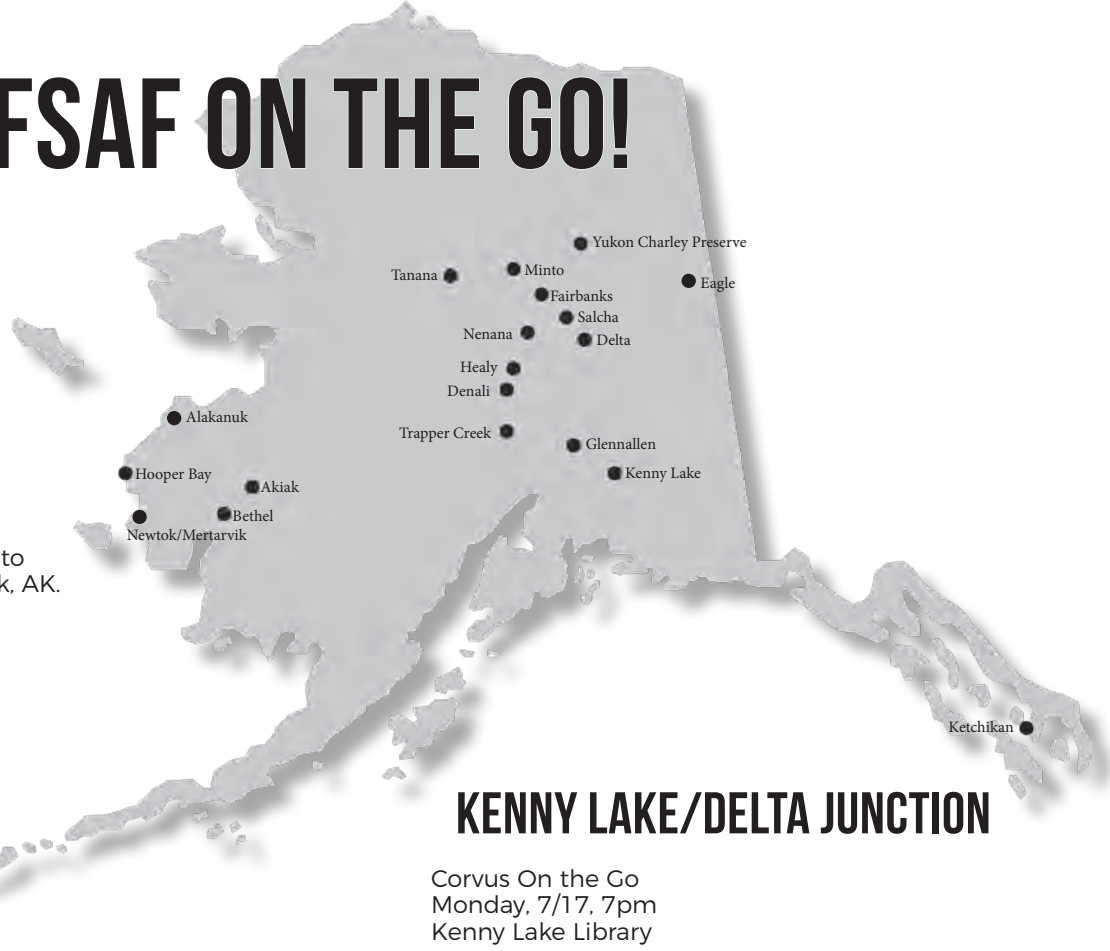 FSAF ON THE GO!
Yukon Charley Preserve
Tanana
Minto
Eagle
Fairbanks
Salcha
Nenana
Delta
Healy
Denali
Alakanuk
Trapper Creek
Glennallen
Hooper Bay
Kenny Lake
Akiak
Bethel
Newtok/Mertarvik
to
k, AK.
Ketchikan
KENNY LAKE/DELTA JUNCTION
Corvus On the Go
Monday, 7/17, 7pm
Kenny Lake Library